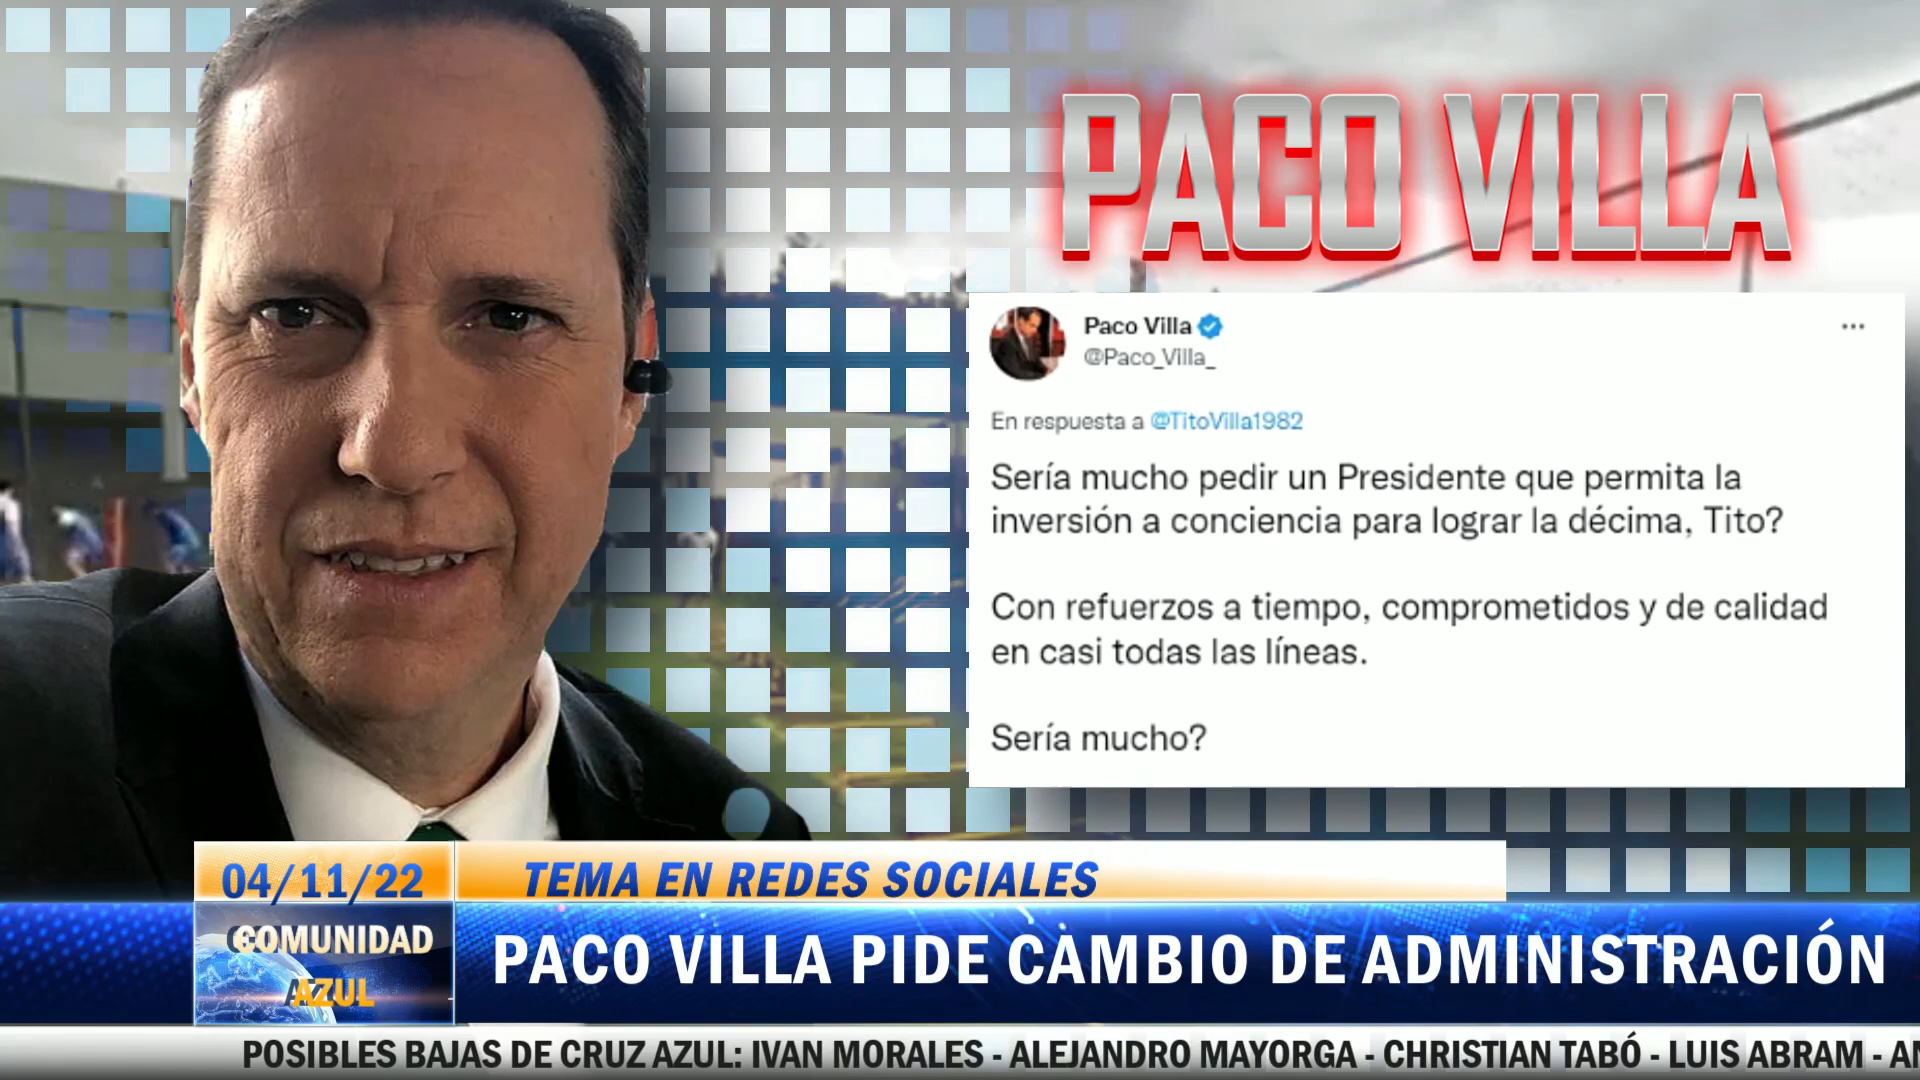 PACO VILLA
Paco Villa
@Paco_Villa_
En respuesta a @TitoVilla1982
Sería mucho pedir un Presidente que permita la
inversión a conciencia para lograr la décima, Tito?
Con refuerzos a tiempo, comprometidos y de calidad
en casi todas las líneas.
Sería mucho?
04/11/22
TEMA EN REDES SOCIALES
COMUNIDAD
AZUL
PACO VILLA PIDE CAMBIO DE ADMINISTRACIÓN
POSIBLES BAJAS DE CRUZ AZUL: IVAN MORALES - ALEJANDRO MAYORGA - CHRISTIAN TABÓ - LUIS ABRAM -